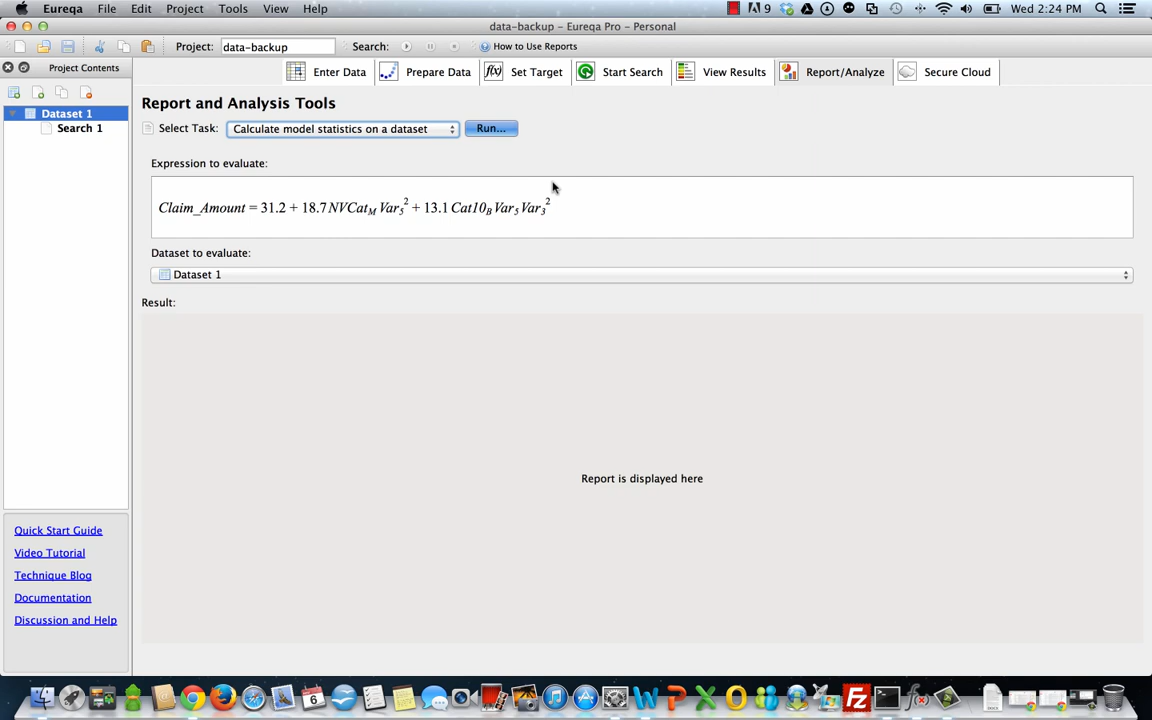 Eureqa File Edit Project Tools View Help 9 Wed 2:24 PM
data-backup – Eureqa Pro – Personal
Project: data-backup Search: How to Use Reports
Project Contents
Enter Data Prepare Data f(x) Set Target Start Search View Results Report/Analyze Secure Cloud
Dataset 1
Search 1
Report and Analysis Tools
Select Task: Calculate model statistics on a dataset Run...
Expression to evaluate:
Claim_Amount = 31.2 + 18.7 NVCat_M Var_5^2 + 13.1 Cat10_B Var_5 Var_3^2
Dataset to evaluate:
Dataset 1
Result:
Report is displayed here
Quick Start Guide
Video Tutorial
Technique Blog
Documentation
Discussion and Help